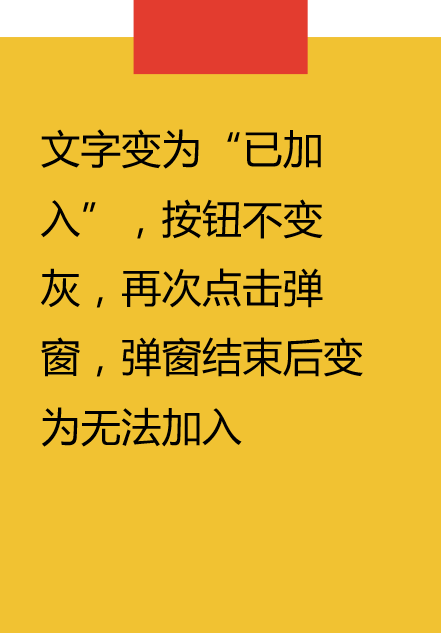 文字变为“已加
入”，按钮不变
灰，再次点击弹
窗，弹窗结束后变
为无法加入